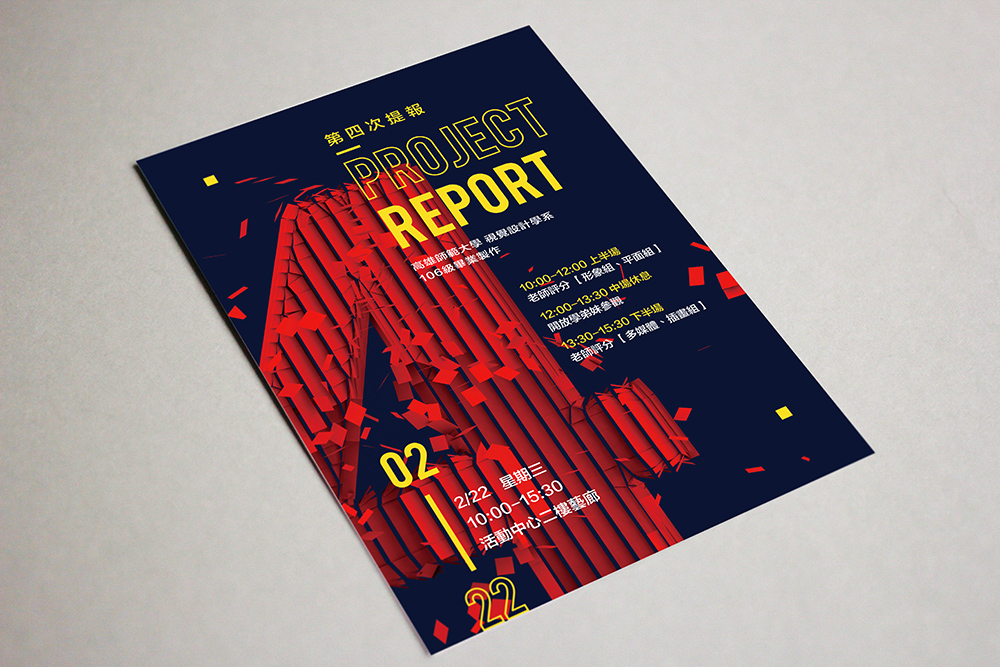 第四次提報
PROJECT
REPORT
高雄師範大學 視覺設計學系
106級畢業製作
10:00-12:00 上半場
老師評分【形象組、平面組】
12:00-13:30 中場休息
開放學弟妹參觀
13:30-15:30 下半場
老師評分【多媒體、插畫組】
02
2/22 星期三
10:00-15:30
活動中心二樓藝廊
22